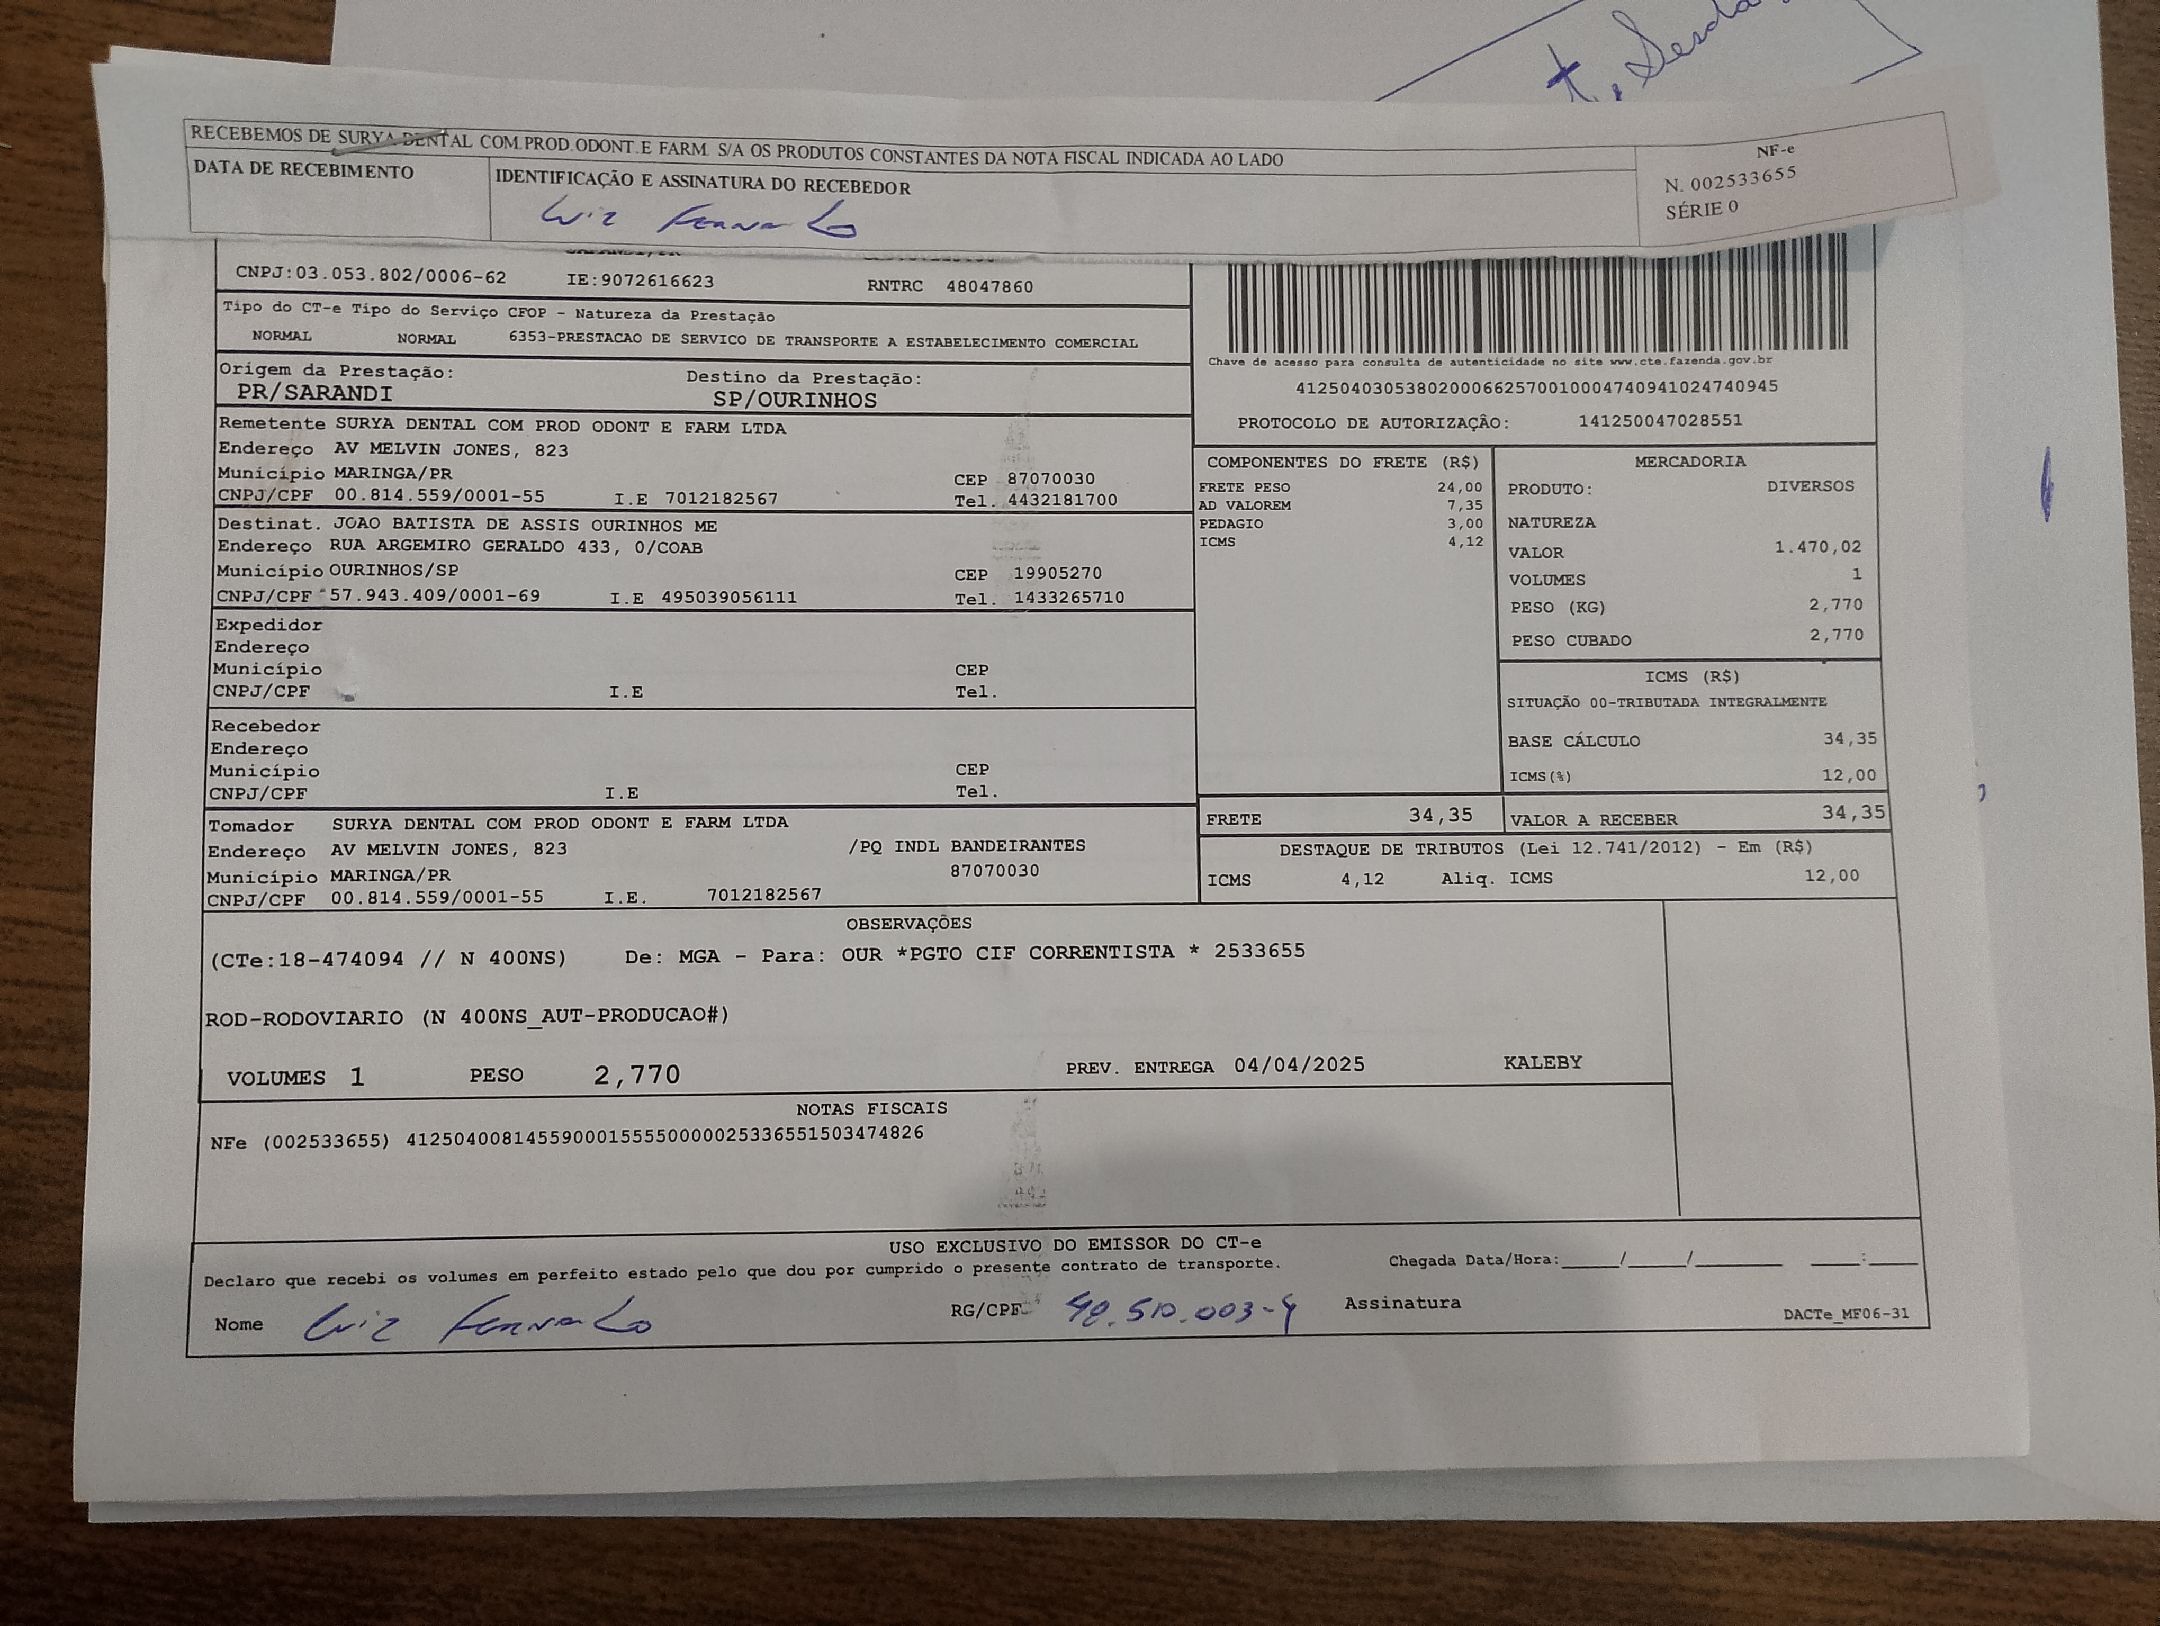 t. Senda
RECEBEMOS DE SURYA DENTAL COM.PROD.ODONT.E FARM. S/A OS PRODUTOS CONSTANTES DA NOTA FISCAL INDICADA AO LADO
DATA DE RECEBIMENTO
IDENTIFICAÇÃO E ASSINATURA DO RECEBEDOR
Luiz Fernando
NF-e
N. 002533655
SÉRIE 0
CNPJ:03.053.802/0006-62 IE:9072616623 RNTRC 48047860
Tipo do CT-e Tipo do Serviço CFOP - Natureza da Prestação
NORMAL NORMAL 6353-PRESTACAO DE SERVICO DE TRANSPORTE A ESTABELECIMENTO COMERCIAL
Origem da Prestação: Destino da Prestação:
PR/SARANDI SP/OURINHOS
Chave de acesso para consulta de autenticidade no site www.cte.fazenda.gov.br
41250403053802000662570010004740941024740945
PROTOCOLO DE AUTORIZAÇÃO: 141250047028551
Remetente SURYA DENTAL COM PROD ODONT E FARM LTDA
Endereço AV MELVIN JONES, 823
Município MARINGA/PR CEP 87070030
CNPJ/CPF 00.814.559/0001-55 I.E 7012182567 Tel. 4432181700
Destinat. JOAO BATISTA DE ASSIS OURINHOS ME
Endereço RUA ARGEMIRO GERALDO 433, 0/COAB
Município OURINHOS/SP CEP 19905270
CNPJ/CPF 57.943.409/0001-69 I.E 495039056111 Tel. 1433265710
Expedidor
Endereço
Município CEP
CNPJ/CPF I.E Tel.
Recebedor
Endereço
Município CEP
CNPJ/CPF I.E Tel.
Tomador SURYA DENTAL COM PROD ODONT E FARM LTDA
Endereço AV MELVIN JONES, 823 /PQ INDL BANDEIRANTES
Município MARINGA/PR 87070030
CNPJ/CPF 00.814.559/0001-55 I.E. 7012182567
COMPONENTES DO FRETE (R$)
FRETE PESO 24,00
AD VALOREM 7,35
PEDAGIO 3,00
ICMS 4,12
MERCADORIA
PRODUTO: DIVERSOS
NATUREZA
VALOR 1.470,02
VOLUMES 1
PESO (KG) 2,770
PESO CUBADO 2,770
ICMS (R$)
SITUAÇÃO 00-TRIBUTADA INTEGRALMENTE
BASE CÁLCULO 34,35
ICMS(%) 12,00
FRETE 34,35 VALOR A RECEBER 34,35
DESTAQUE DE TRIBUTOS (Lei 12.741/2012) - Em (R$)
ICMS 4,12 Aliq. ICMS 12,00
OBSERVAÇÕES
(CTe:18-474094 // N 400NS) De: MGA - Para: OUR *PGTO CIF CORRENTISTA * 2533655
ROD-RODOVIARIO (N 400NS_AUT-PRODUCAO#)
VOLUMES 1 PESO 2,770 PREV. ENTREGA 04/04/2025 KALEBY
NOTAS FISCAIS
NFe (002533655) 41250400814559000155550000025336551503474826
USO EXCLUSIVO DO EMISSOR DO CT-e
Declaro que recebi os volumes em perfeito estado pelo que dou por cumprido o presente contrato de transporte. Chegada Data/Hora:_____/_____/_______ ____:____
Nome Luiz Fernando RG/CPF 48.510.003-9 Assinatura
DACTe_MF06-31